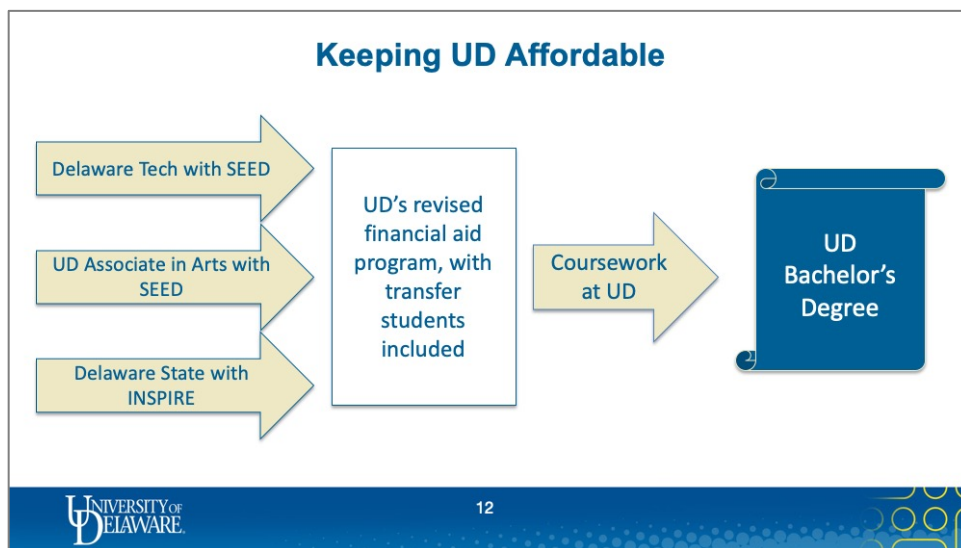 Keeping UD Affordable
Delaware Tech with SEED
UD Associate in Arts with
SEED
Delaware State with
INSPIRE
UD's revised
financial aid
program, with
transfer
students
included
Coursework
at UD
UD
Bachelor's
Degree
UNIVERSITY OF
DELAWARE.
12